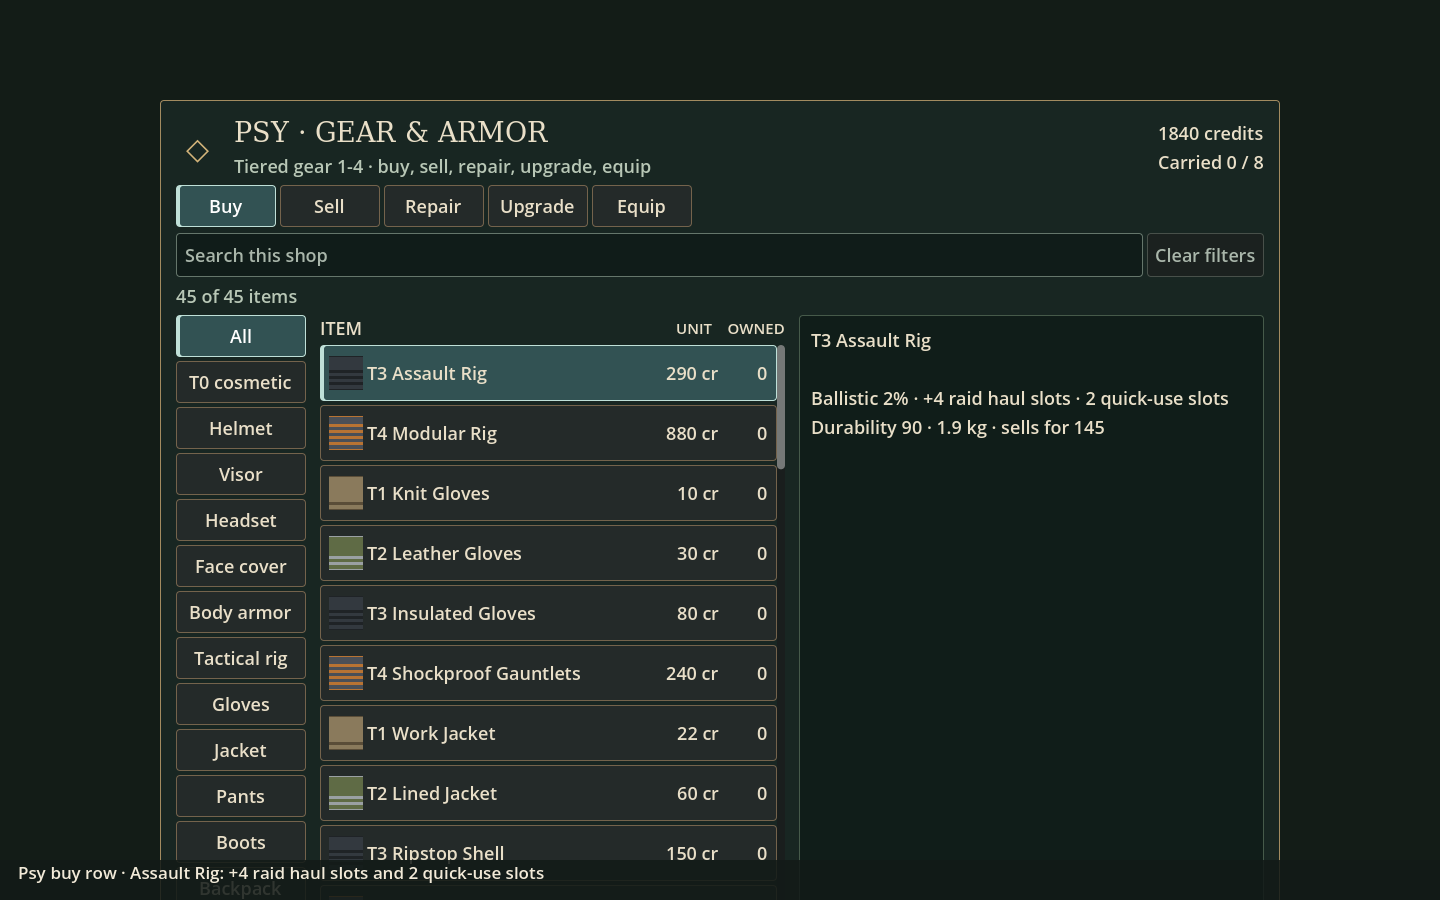 PSY · GEAR & ARMOR
Tiered gear 1-4 · buy, sell, repair, upgrade, equip
1840 credits
Carried 0 / 8
Buy
Sell
Repair
Upgrade
Equip
Search this shop
Clear filters
45 of 45 items
All
T0 cosmetic
Helmet
Visor
Headset
Face cover
Body armor
Tactical rig
Gloves
Jacket
Pants
Boots
Backpack
ITEM UNIT OWNED
T3 Assault Rig 290 cr 0
T4 Modular Rig 880 cr 0
T1 Knit Gloves 10 cr 0
T2 Leather Gloves 30 cr 0
T3 Insulated Gloves 80 cr 0
T4 Shockproof Gauntlets 240 cr 0
T1 Work Jacket 22 cr 0
T2 Lined Jacket 60 cr 0
T3 Ripstop Shell 150 cr 0
T3 Assault Rig
Ballistic 2% · +4 raid haul slots · 2 quick-use slots
Durability 90 · 1.9 kg · sells for 145
Psy buy row · Assault Rig: +4 raid haul slots and 2 quick-use slots